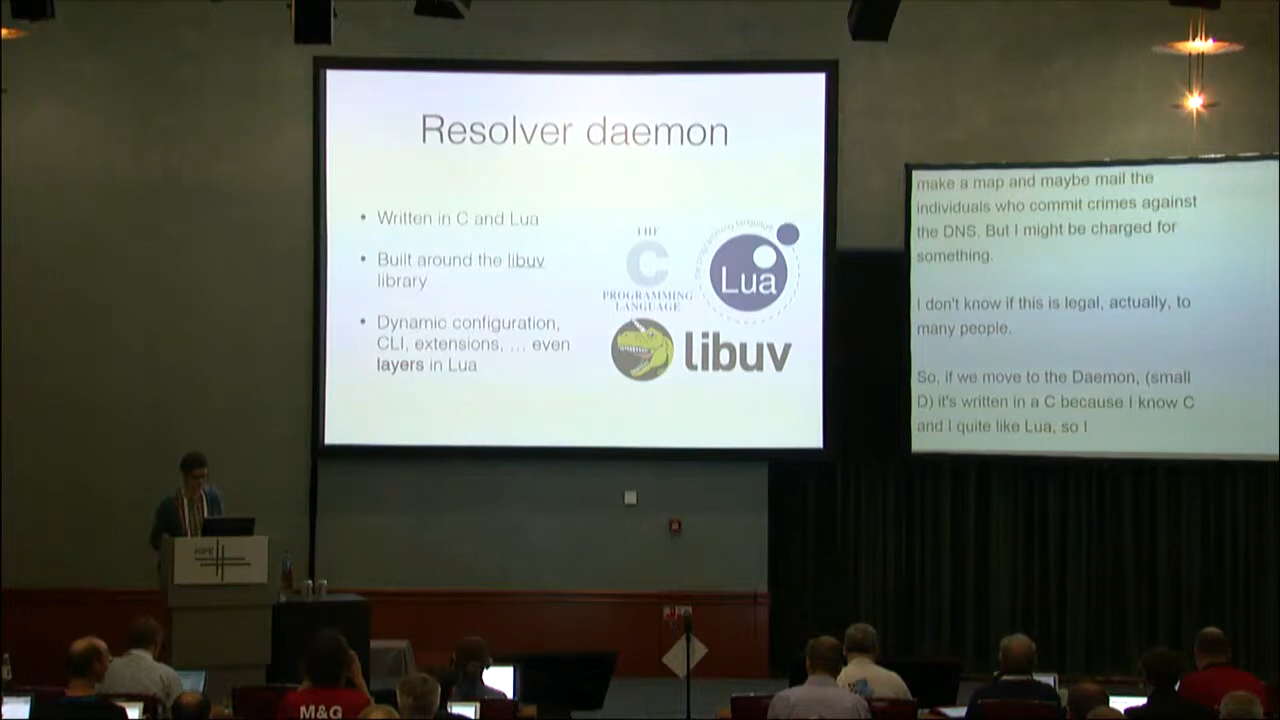 Resolver daemon
• Written in C and Lua
• Built around the libuv
library
• Dynamic configuration,
CLI, extensions, … even
layers in Lua
THE
C
PROGRAMMING
LANGUAGE
Lua
libuv
make a map and maybe mail the
individuals who commit crimes against
the DNS. But I might be charged for
something.
I don't know if this is legal, actually, to
many people.
So, if we move to the Daemon, (small
D) it's written in a C because I know C
and I quite like Lua, so I
RIPE
M&G